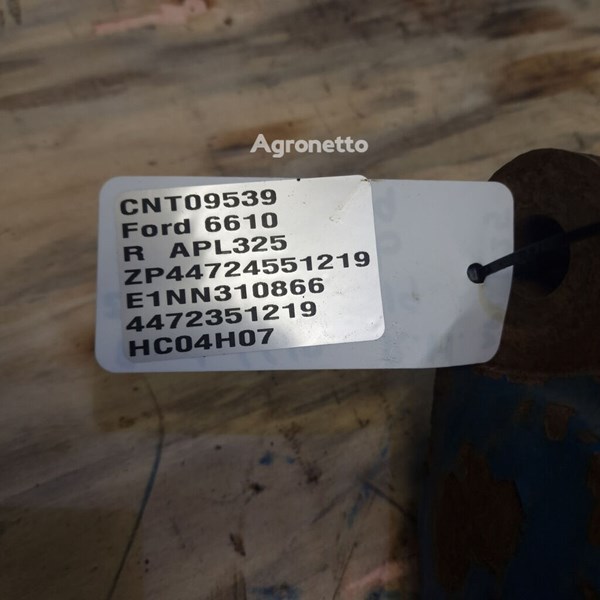 Agronetto
CNT09539
Ford 6610
R APL325
ZP44724551219
E1NN310866
4472351219
HC04H07